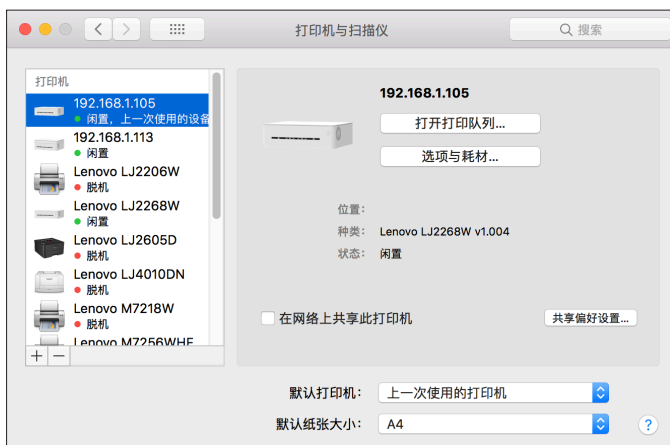 打印机与扫描仪
搜索
打印机
192.168.1.105
闲置，上一次使用的设备
192.168.1.113
闲置
Lenovo LJ2206W
脱机
Lenovo LJ2268W
闲置
Lenovo LJ2605D
脱机
Lenovo LJ4010DN
脱机
Lenovo M7218W
脱机
Lenovo M7256WHF
192.168.1.105
打开打印队列...
选项与耗材...
位置：
种类： Lenovo LJ2268W v1.004
状态： 闲置
在网络上共享此打印机
共享偏好设置...
默认打印机： 上一次使用的打印机
默认纸张大小： A4
?